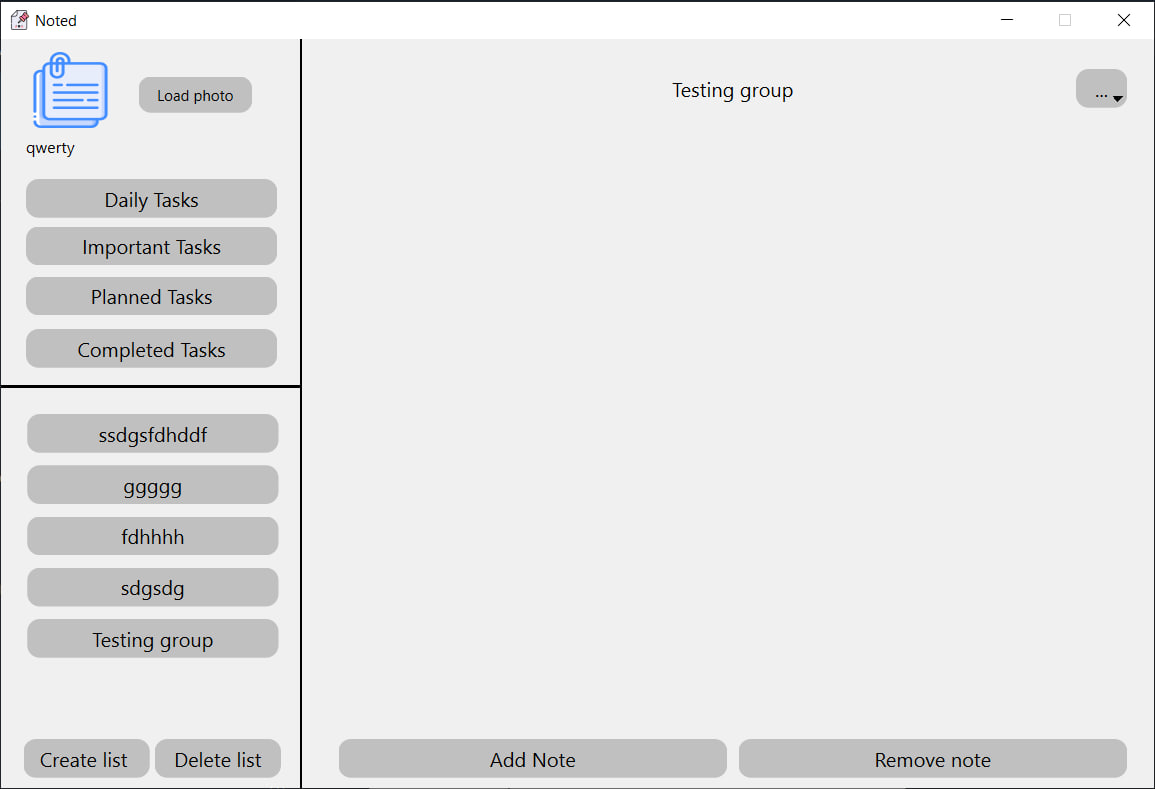 Noted
Load photo
qwerty
Daily Tasks
Important Tasks
Planned Tasks
Completed Tasks
ssdgsfdhddf
ggggg
fdhhhh
sdgsdg
Testing group
Create list
Delete list
Testing group
...
Add Note
Remove note